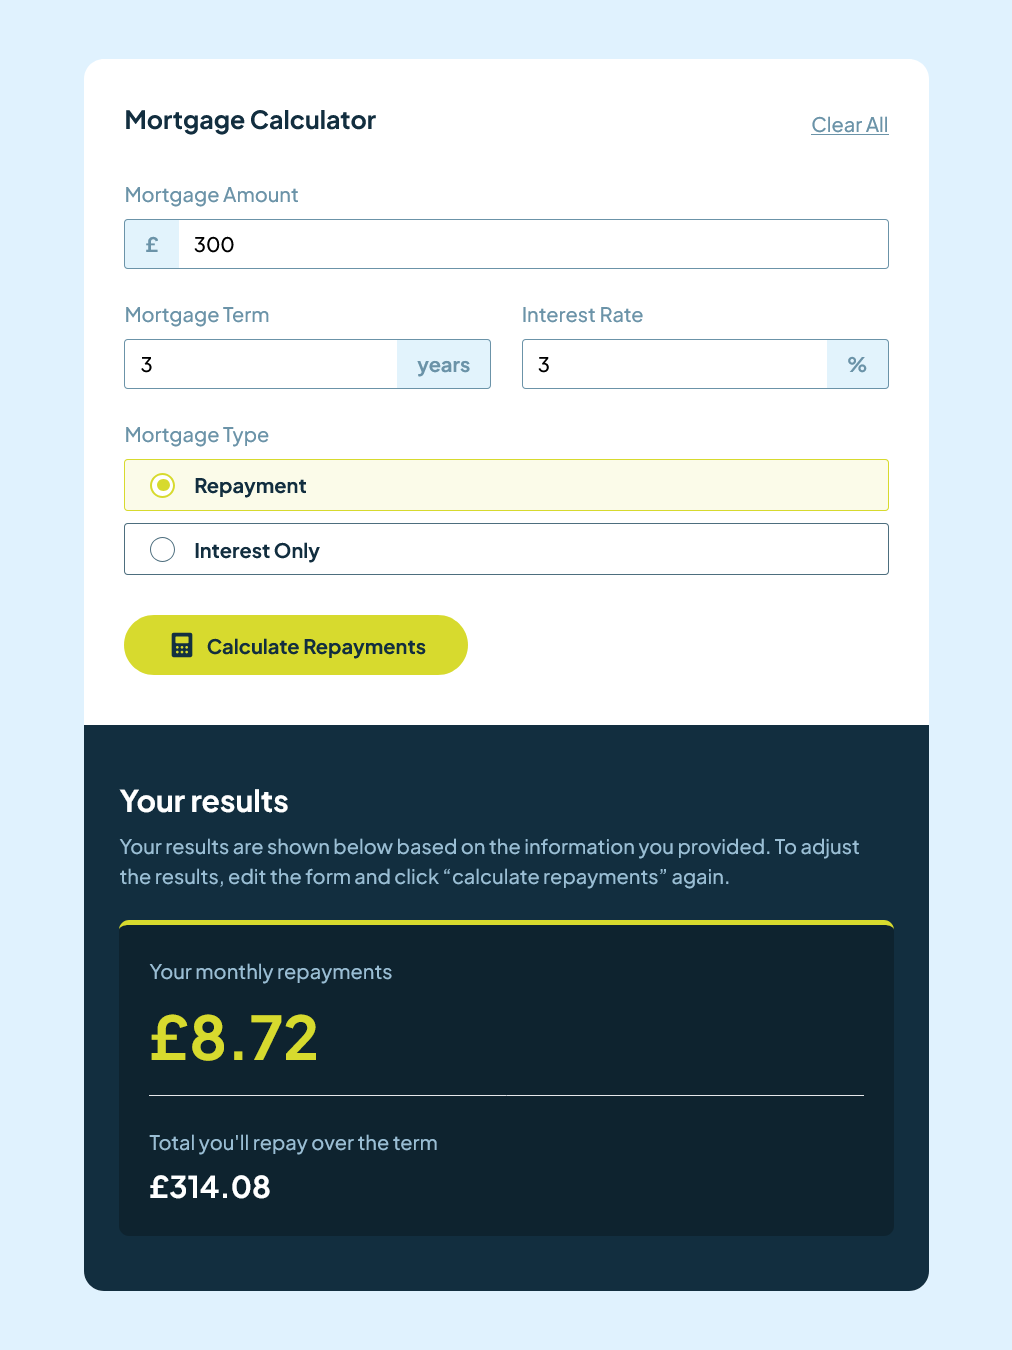 Mortgage Calculator
Clear All
Mortgage Amount
£ 300
Mortgage Term
3 years
Interest Rate
3 %
Mortgage Type
Repayment
Interest Only
Calculate Repayments
Your results
Your results are shown below based on the information you provided. To adjust
the results, edit the form and click “calculate repayments” again.
Your monthly repayments
£8.72
Total you'll repay over the term
£314.08